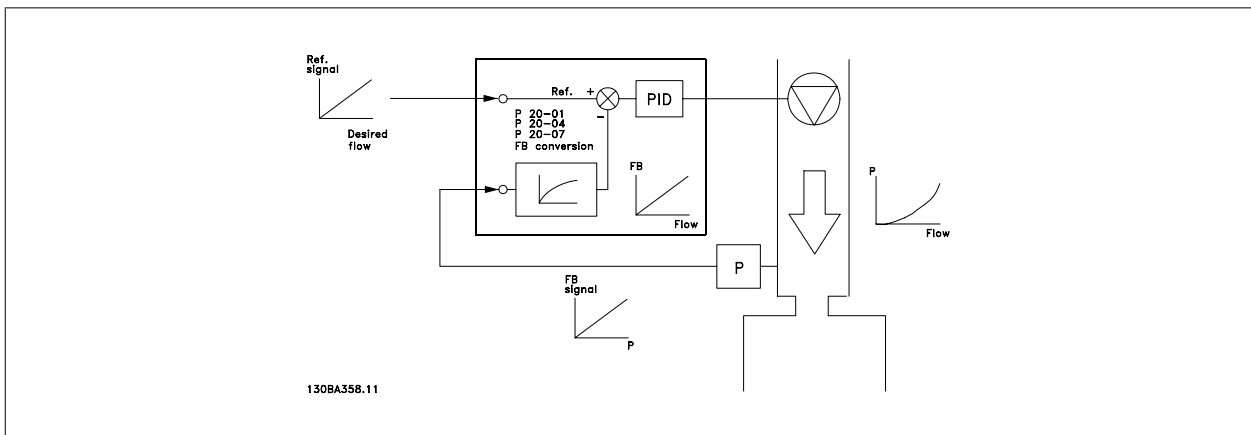 Ref.
signal
Desired
flow
Ref.
+
-
PID
P 20-01
P 20-04
P 20-07
FB conversion
FB
Flow
P
Flow
P
FB
signal
P
130BA358.11